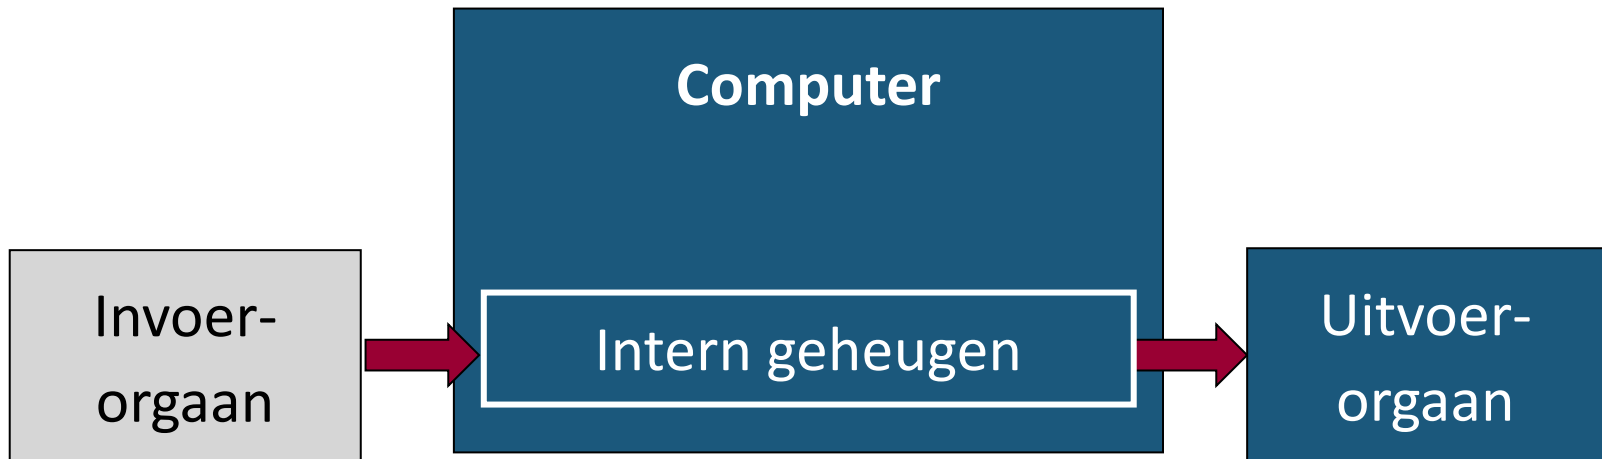 Computer
Invoer-
orgaan
Intern geheugen
Uitvoer-
orgaan